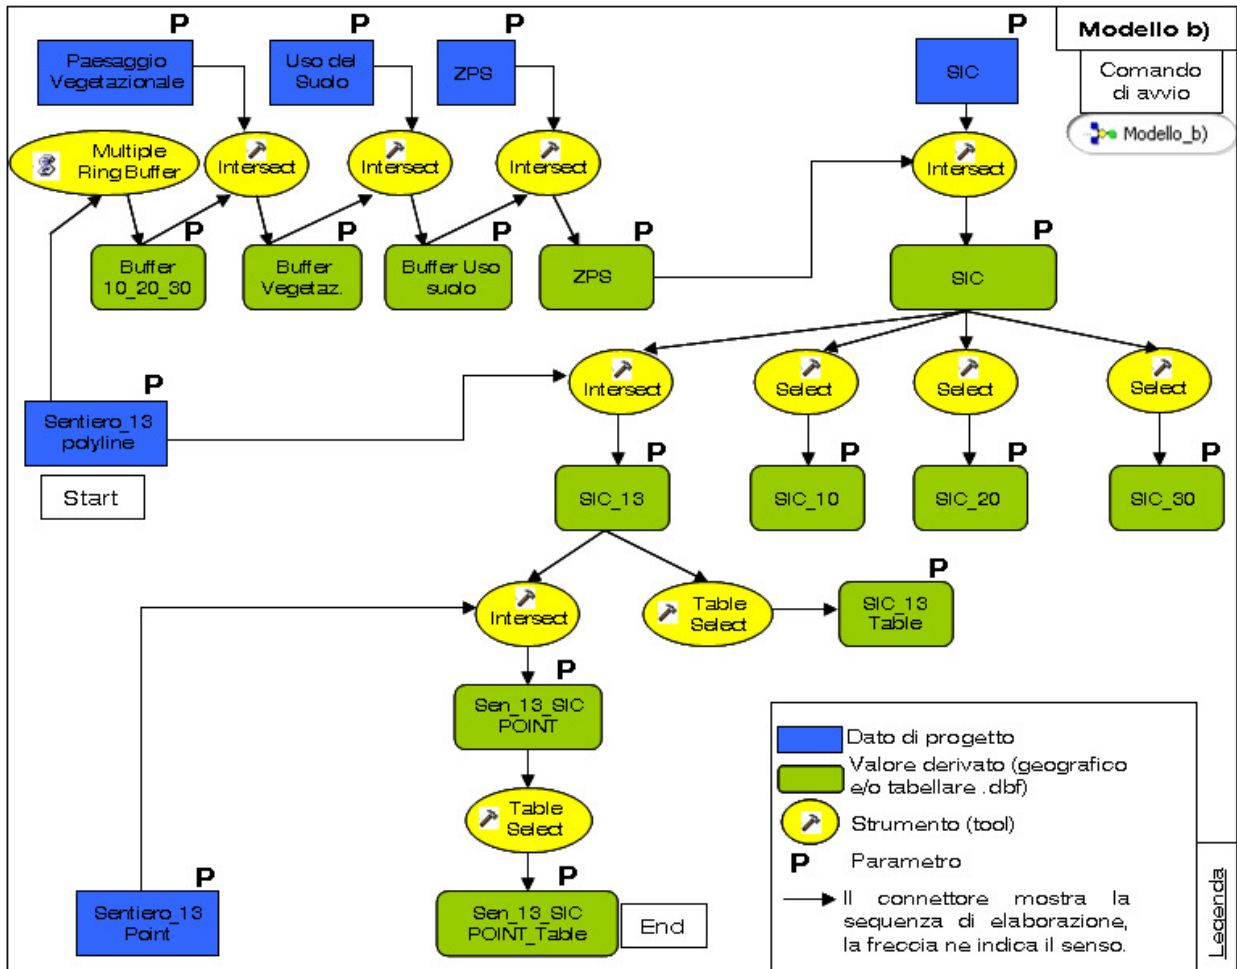 P
P
P
P
Modello b)
Paesaggio
Vegetazionale
Uso del
Suolo
ZPS
SIC
Comando
di avvio
Modello_b)
Multiple
Ring Buffer
Intersect
Intersect
Intersect
Intersect
P
P
P
P
P
Buffer
10_20_30
Buffer
Vegetaz.
Buffer Uso
suolo
ZPS
SIC
P
Intersect
Select
Select
Select
Sentiero_13
polyline
Start
P
P
P
P
SIC_13
SIC_10
SIC_20
SIC_30
Intersect
Table
Select
P
SIC_13
Table
P
Sen_13_SIC
POINT
Table
Select
P
Sentiero_13
Point
P
Sen_13_SIC
POINT_Table
End
Dato di progetto
Valore derivato (geografico
e/o tabellare .dbf)
Strumento (tool)
P Parametro
Il connettore mostra la
sequenza di elaborazione,
la freccia ne indica il senso.
Legenda